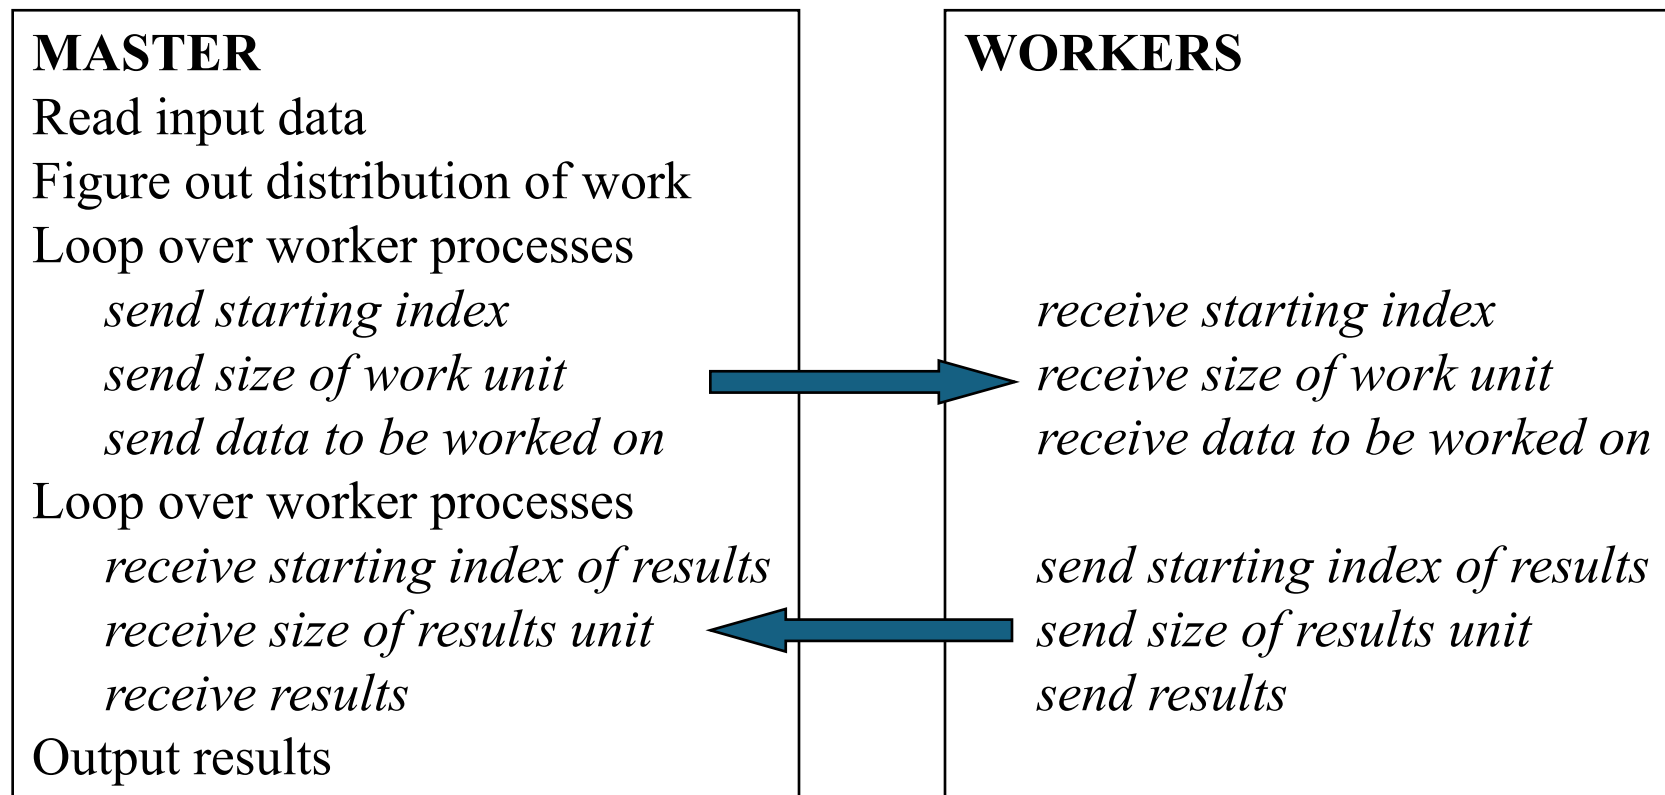 MASTER
Read input data
Figure out distribution of work
Loop over worker processes
send starting index
send size of work unit
send data to be worked on
Loop over worker processes
receive starting index of results
receive size of results unit
receive results
Output results
WORKERS
receive starting index
receive size of work unit
receive data to be worked on
send starting index of results
send size of results unit
send results